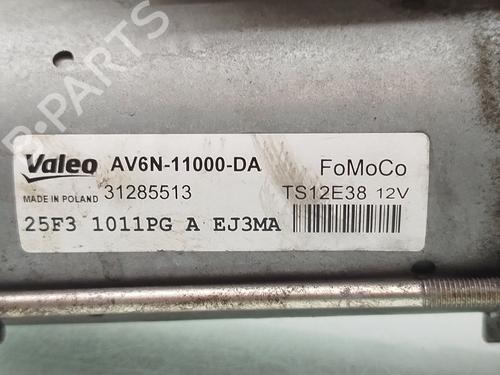 B-PARTS
Valeo AV6N-11000-DA FoMoCo
MADE IN POLAND 31285513 TS12E38 12V
25F3 1011PG A EJ3MA